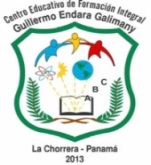 Centro Educativo de Formación Integral
Guillermo Endara Galimany
A
B
C
A
La Chorrera - Panamá
2013